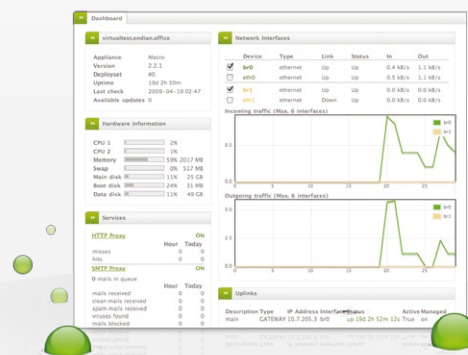 Dashboard
virtualtest.endian.office
Appliance Macro
Version 2.2.1
Deployset #0
Uptime 19d 2h 50m
Last check 2009-04-19 02:47
Available updates 0
Hardware information
CPU 1 2%
CPU 2 1%
Memory 59% 2017 MB
Swap 0% 517 MB
Main disk 11% 25 GB
Boot disk 24% 31 MB
Data disk 11% 49 GB
Services
HTTP Proxy ON
Hour Today
misses 0 0
hits 0 0
SMTP Proxy ON
0 mails in queue
Hour Today
mails received 0 0
clean mails received 0 0
spam mails received 0 0
viruses found 0 0
mails blocked 0 0
Network Interfaces
Device Type Link Status In Out
br0 ethernet Up Up 0.4 kB/s 1.1 kB/s
eth0 ethernet Up Up 0.5 kB/s 1.1 kB/s
br1 ethernet Up Up 0.0 kB/s 0.0 kB/s
eth1 ethernet Down Up 0.0 kB/s 0.0 kB/s
Incoming traffic (Max. 6 interfaces)
br0
br1
5.0
0.0
0 5 10 15 20 25
Outgoing traffic (Max. 6 interfaces)
br0
br1
5.0
2.5
0.0
0 5 10 15 20 25
Uplinks
Description Type IP Address Interface Status Active Managed
main GATEWAY 10.7.205.3 br0 up 19d 2h 52m 12s True On